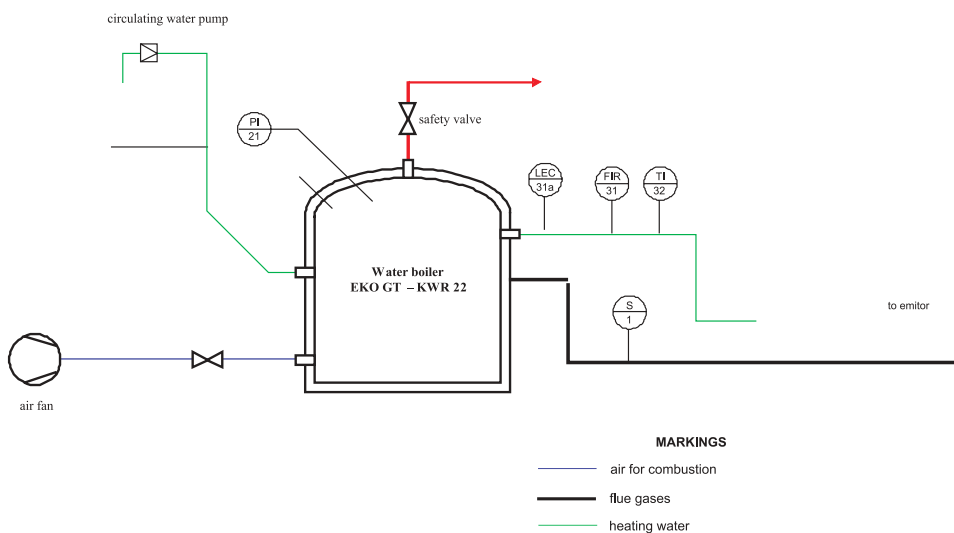 circulating water pump
PI
21
safety valve
LEC
31a
FIR
31
TI
32
Water boiler
EKO GT – KWR 22
S
1
to emitor
air fan
MARKINGS
air for combustion
flue gases
heating water